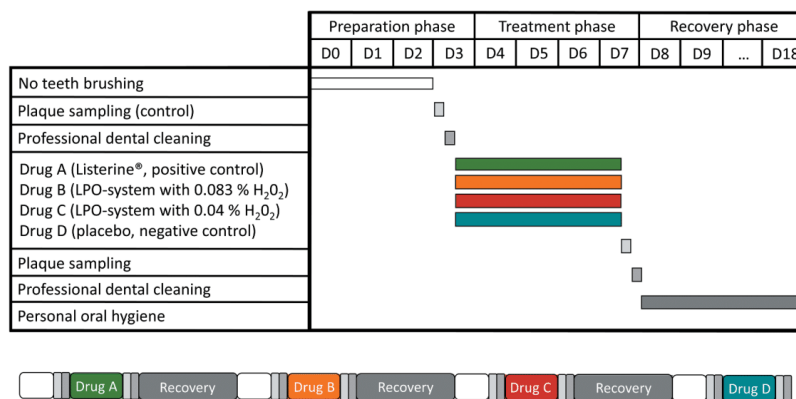 Preparation phase Treatment phase Recovery phase
D0 D1 D2 D3 D4 D5 D6 D7 D8 D9 ... D18
No teeth brushing
Plaque sampling (control)
Professional dental cleaning
Drug A (Listerine®, positive control)
Drug B (LPO-system with 0.083 % H₂0₂)
Drug C (LPO-system with 0.04 % H₂0₂)
Drug D (placebo, negative control)
Plaque sampling
Professional dental cleaning
Personal oral hygiene
Drug A Recovery Drug B Recovery Drug C Recovery Drug D